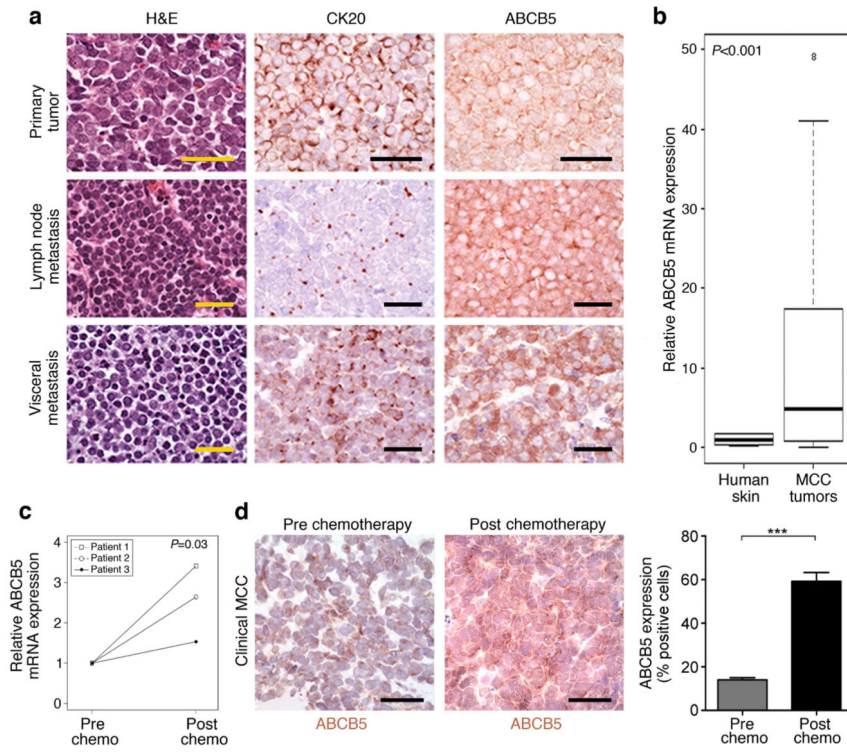 a
H&E
CK20
ABCB5
Primary
tumor
Lymph node
metastasis
Visceral
metastasis
b
P<0.001
Relative ABCB5 mRNA expression
50
40
30
20
10
0
Human
skin
MCC
tumors
c
Relative ABCB5
mRNA expression
4
3
2
1
0
Patient 1
Patient 2
Patient 3
P=0.03
Pre
chemo
Post
chemo
d
Pre chemotherapy
Post chemotherapy
Clinical MCC
ABCB5
ABCB5
ABCB5 expression
(% positive cells)
80
60
40
20
0
***
Pre
chemo
Post
chemo